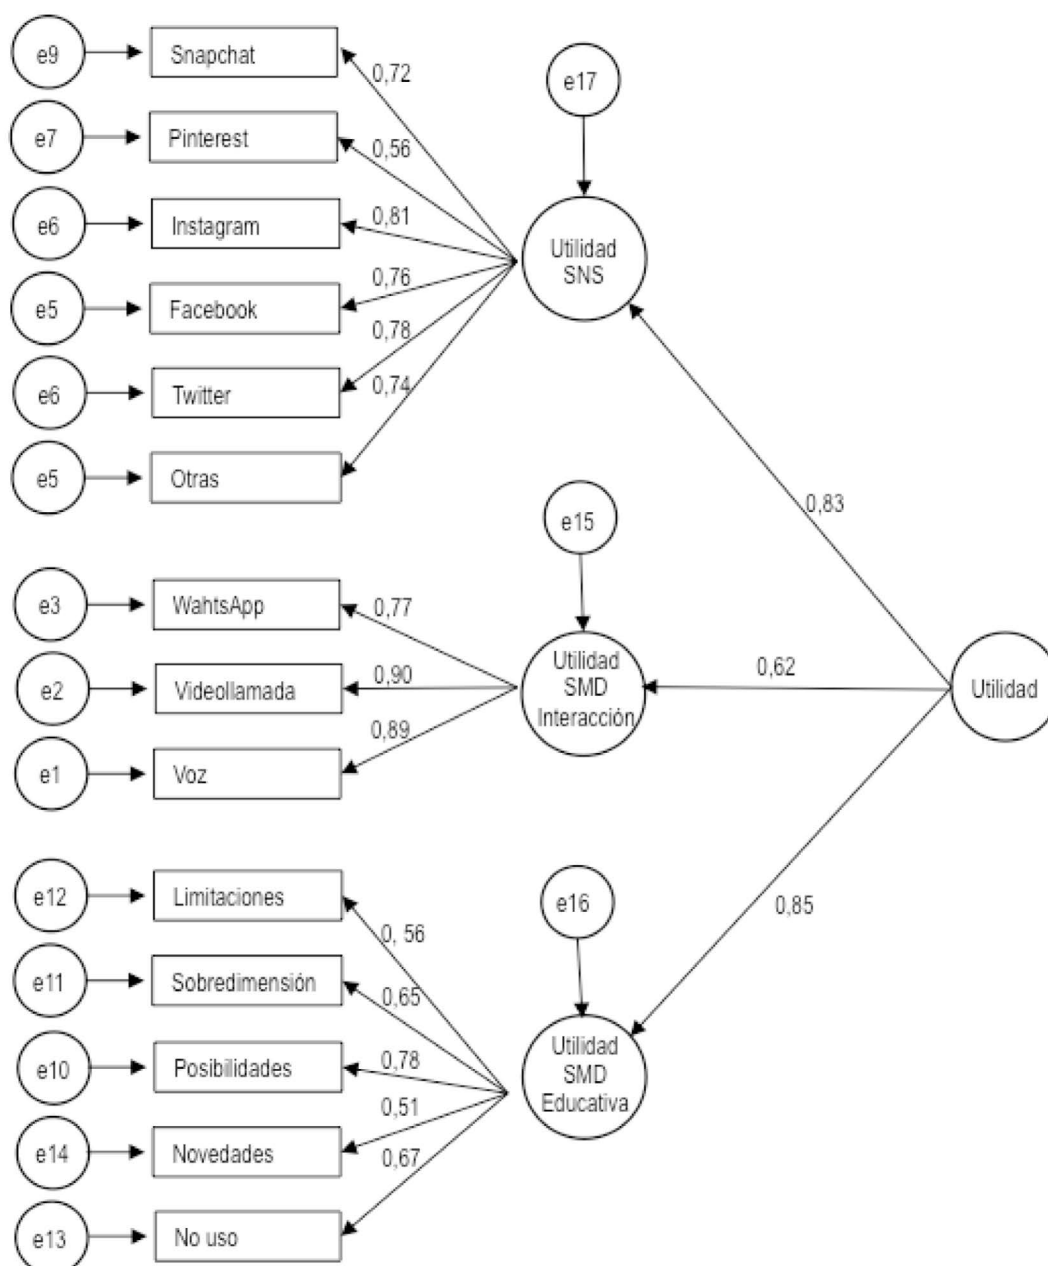 e9
Snapchat
0,72
e17
e7
Pinterest
0,56
e6
Instagram
0,81
Utilidad
SNS
e5
Facebook
0,76
e6
Twitter
0,78
e5
Otras
0,74
0,83
e15
e3
WahtsApp
0,77
e2
Videollamada
0,90
Utilidad
SMD
Interacción
0,62
Utilidad
e1
Voz
0,89
e12
Limitaciones
0, 56
e16
0,85
e11
Sobredimensión
0,65
e10
Posibilidades
0,78
Utilidad
SMD
Educativa
e14
Novedades
0,51
e13
No uso
0,67